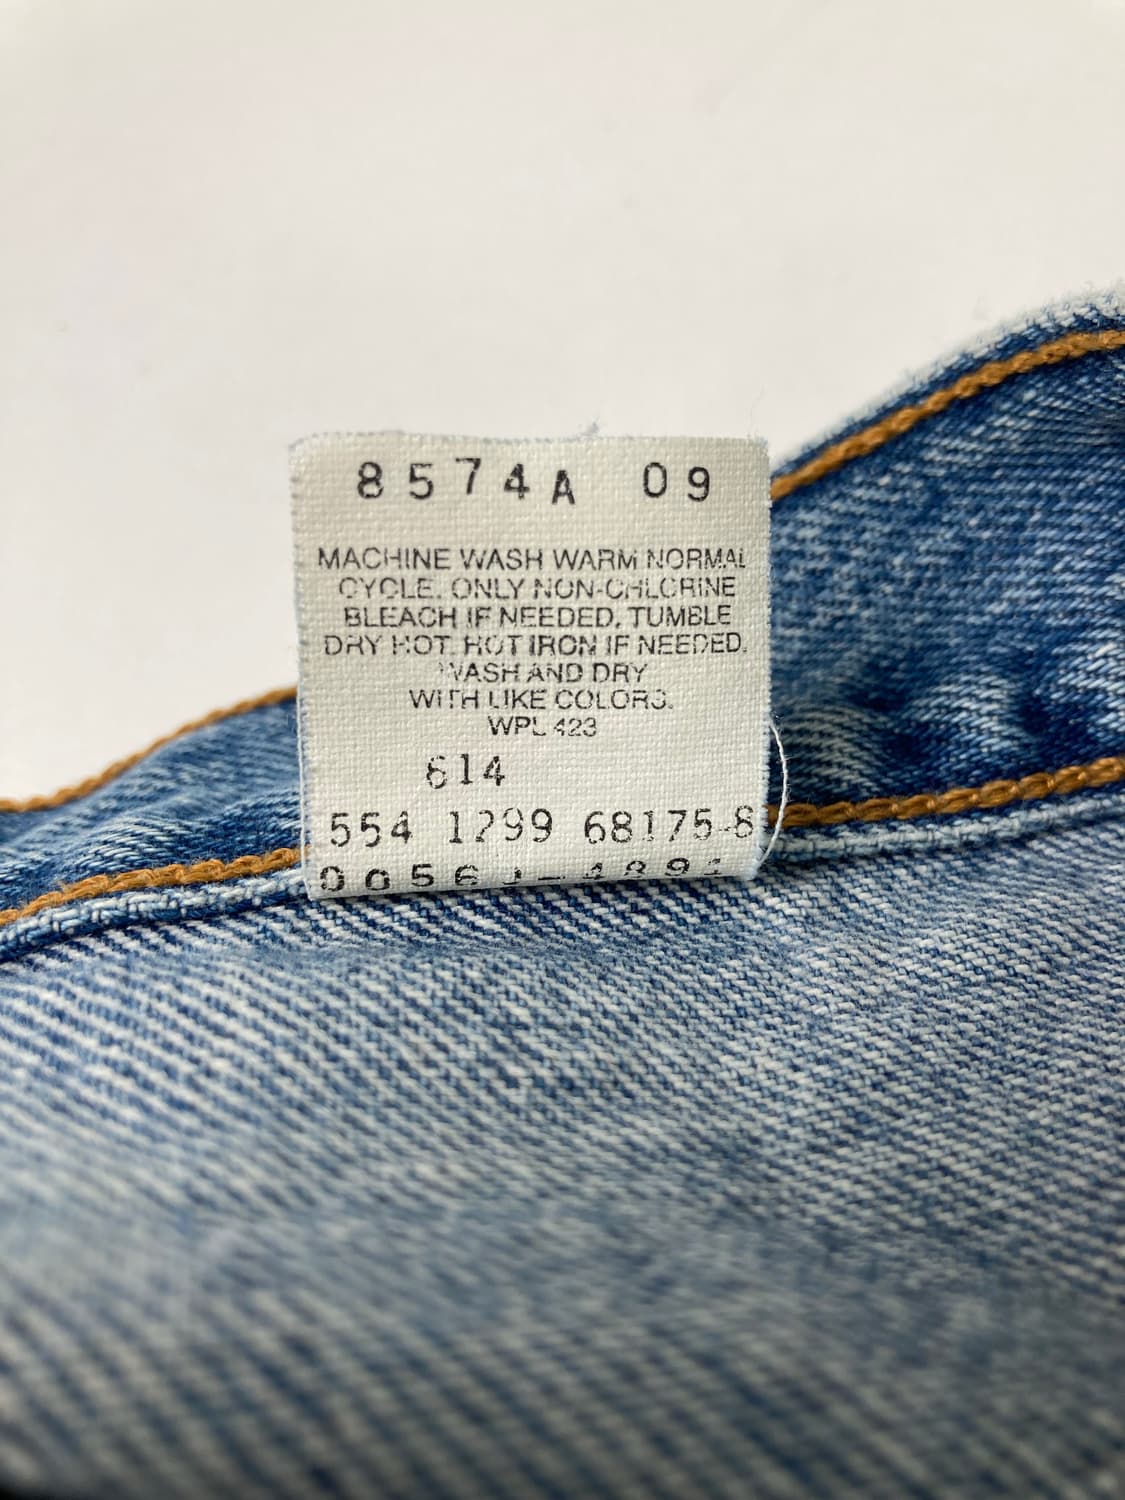 8574A 09
MACHINE WASH WARM NORMAL
CYCLE. ONLY NON-CHLORINE
BLEACH IF NEEDED. TUMBLE
DRY HOT. HOT IRON IF NEEDED.
WASH AND DRY
WITH LIKE COLORS.
WPL 423
614
554 1299 68175-8